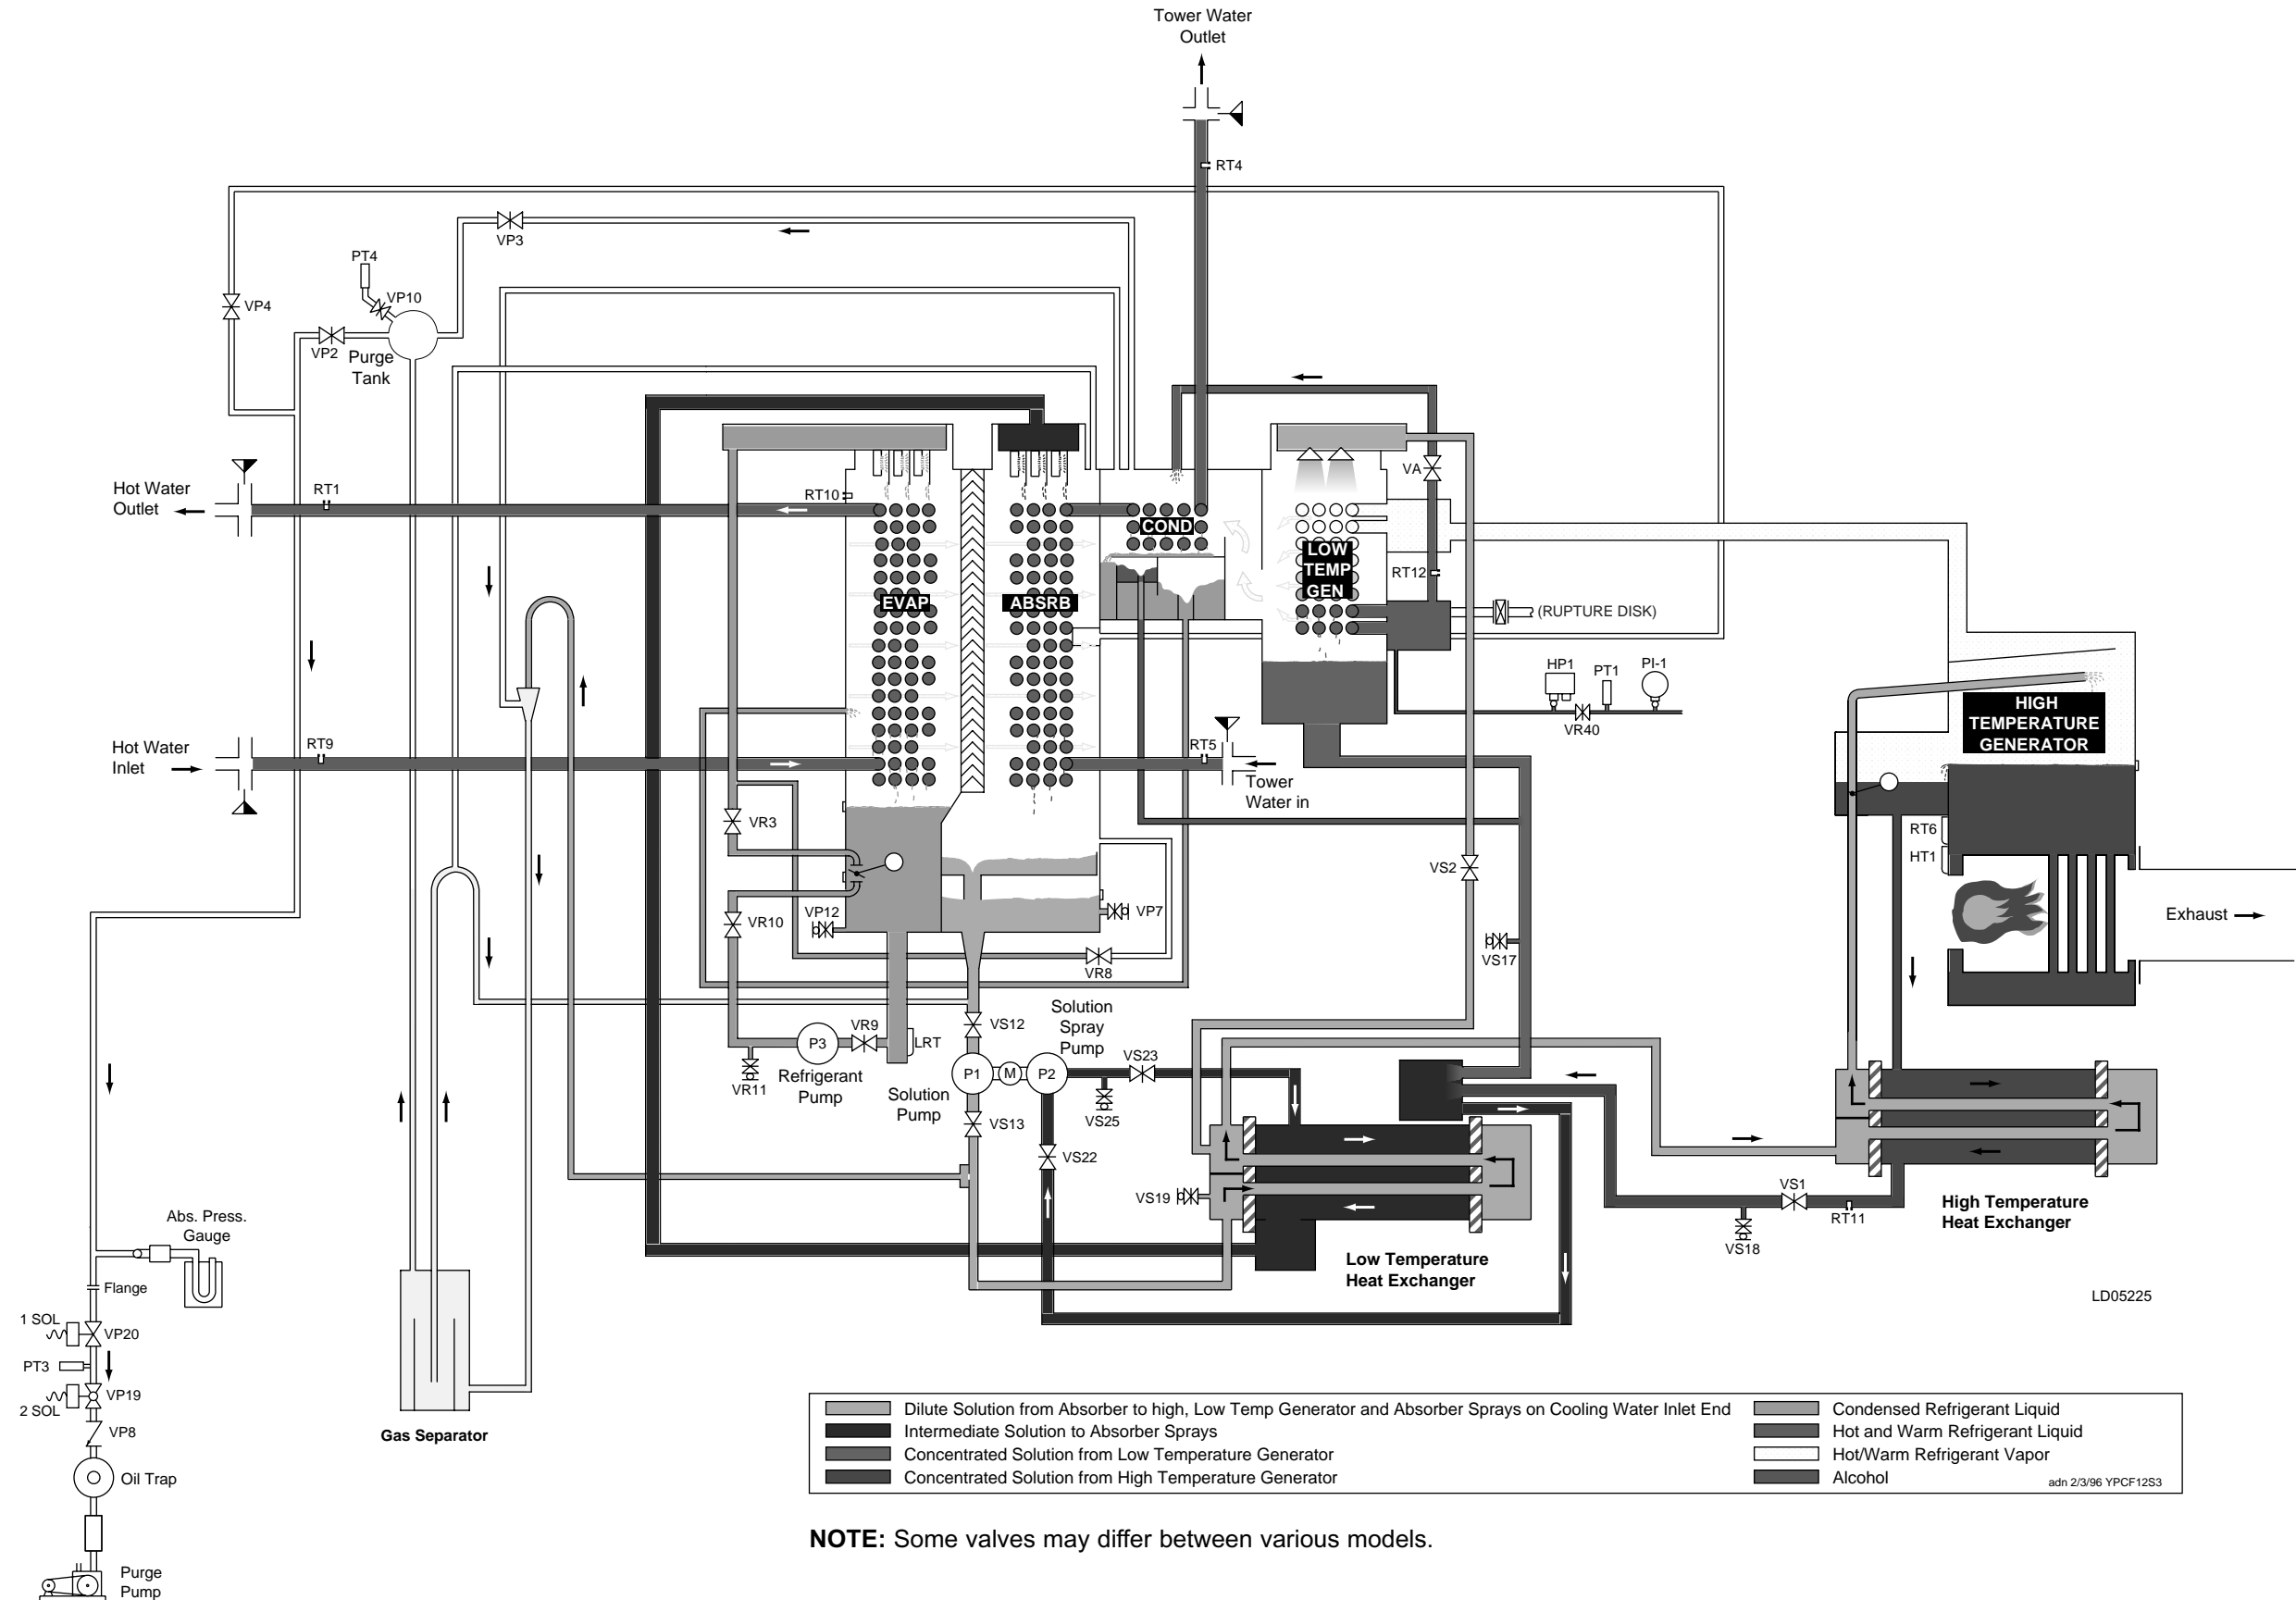 Tower Water
Outlet
RT4
VP3
PT4
VP10
VP4
VP2
Purge
Tank
VA
Hot Water
Outlet
RT1
RT10
COND
LOW
TEMP
GEN
RT12
EVAP
ABSRB
(RUPTURE DISK)
HP1
PT1
PI-1
VR40
HIGH
TEMPERATURE
GENERATOR
Hot Water
Inlet
RT9
RT5
Tower
Water in
VR3
RT6
HT1
VS2
VR10
VP12
VP7
Exhaust
VS17
VR8
Solution
Spray
Pump
VS12
VR9
LRT
P3
VR11
Refrigerant
Pump
P1
M
P2
VS23
Solution
Pump
VS25
VS13
VS22
VS19
VS1
RT11
VS18
High Temperature
Heat Exchanger
Low Temperature
Heat Exchanger
Abs. Press.
Gauge
Flange
1 SOL
VP20
PT3
VP19
2 SOL
VP8
Oil Trap
Gas Separator
Purge
Pump
LD05225
Dilute Solution from Absorber to high, Low Temp Generator and Absorber Sprays on Cooling Water Inlet End
Intermediate Solution to Absorber Sprays
Concentrated Solution from Low Temperature Generator
Concentrated Solution from High Temperature Generator
Condensed Refrigerant Liquid
Hot and Warm Refrigerant Liquid
Hot/Warm Refrigerant Vapor
Alcohol
adn 2/3/96 YPCF12S3
NOTE: Some valves may differ between various models.